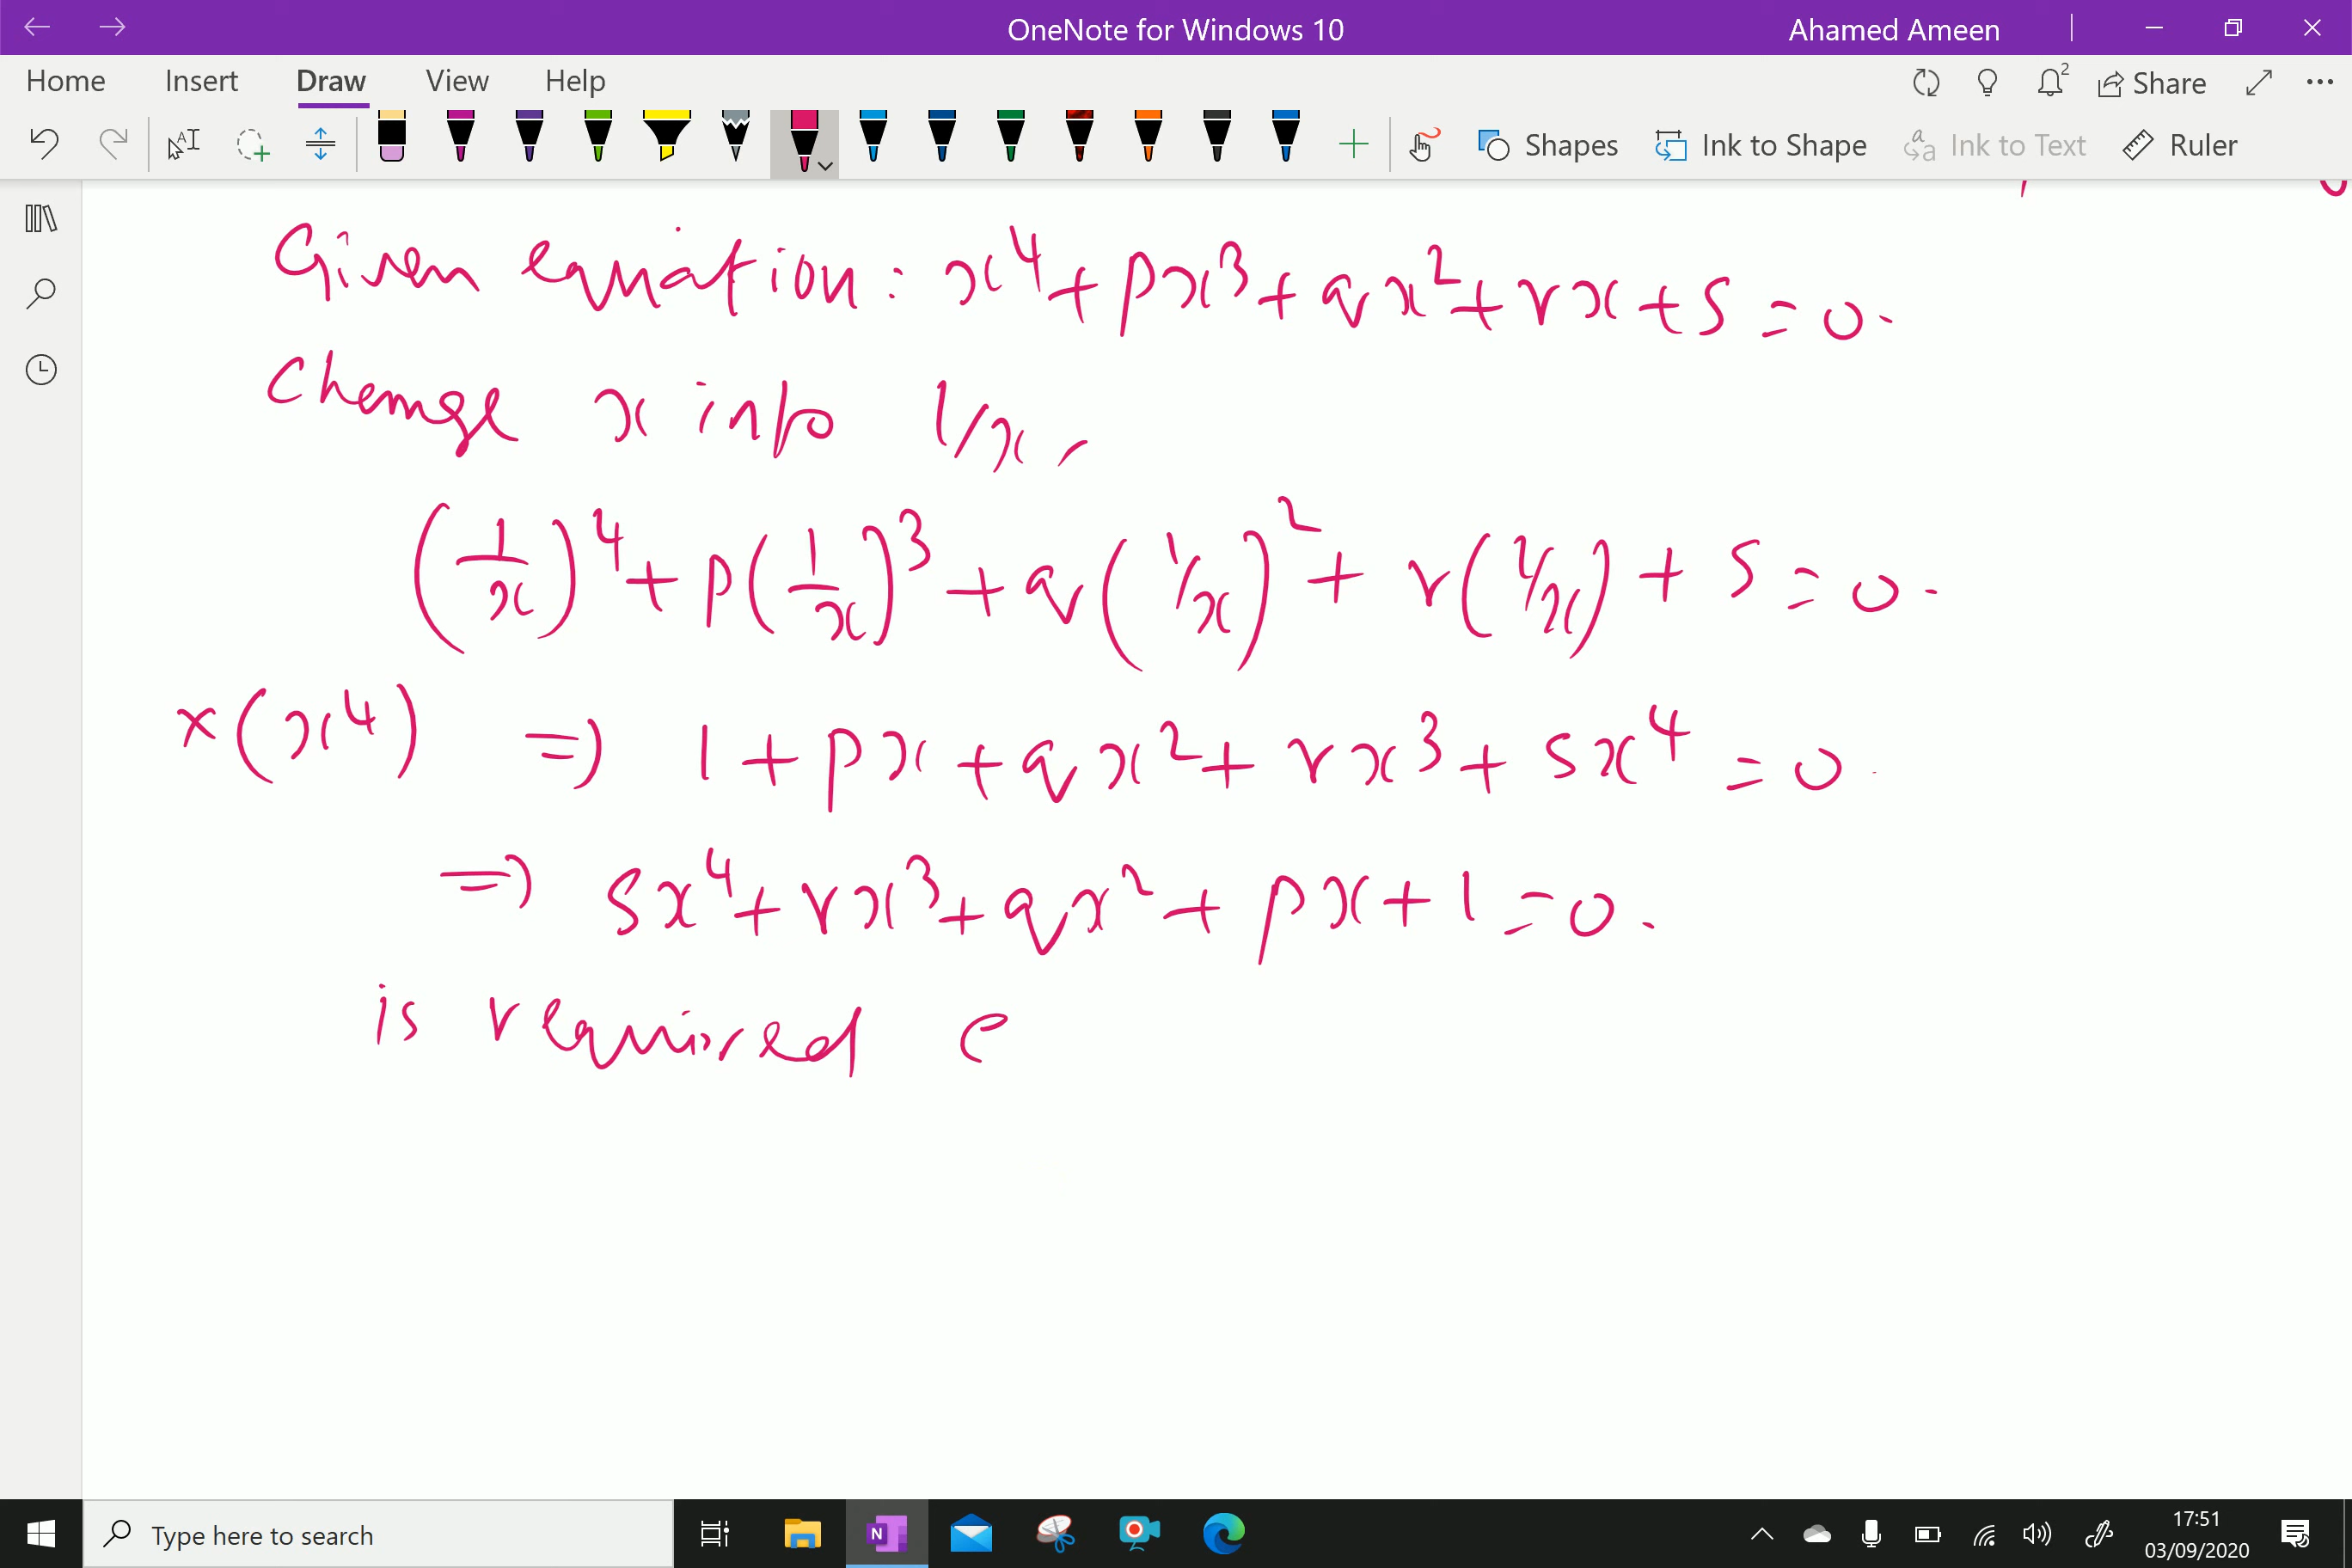 OneNote for Windows 10 Ahamed Ameen
Home Insert Draw View Help 2 Share
Shapes Ink to Shape Ink to Text Ruler
Given equation: x⁴ + px³ + qx² + rx + s = 0.
Change x into 1/x,
(1/x)⁴ + p(1/x)³ + q(1/x)² + r(1/x) + s = 0.
×(x⁴) ⇒ 1 + px + qx² + rx³ + sx⁴ = 0.
⇒ sx⁴ + rx³ + qx² + px + 1 = 0.
is required e
Type here to search
17:51
03/09/2020